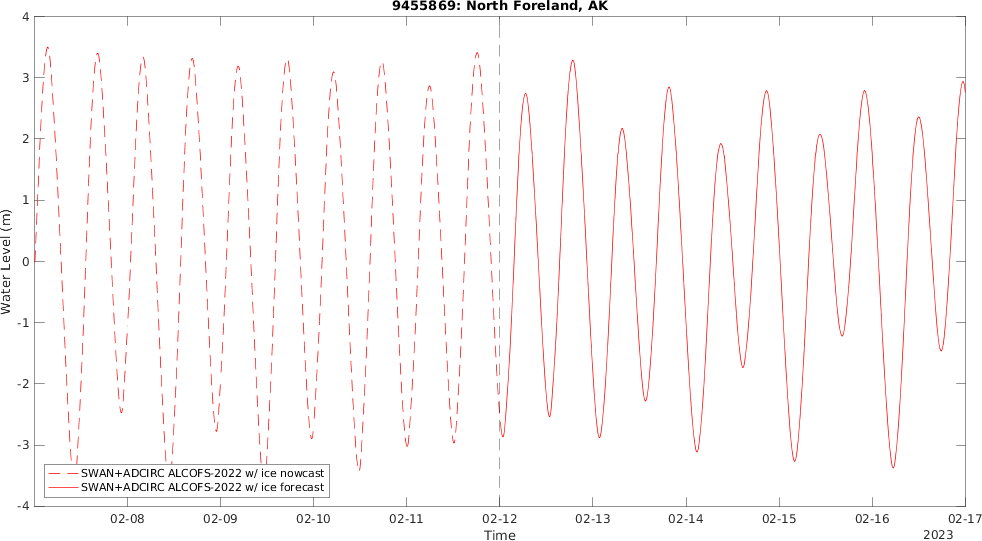 9455869: North Foreland, AK
4
3
2
1
0
-1
-2
-3
-4
Water Level (m)
SWAN+ADCIRC ALCOFS-2022 w/ ice nowcast
SWAN+ADCIRC ALCOFS-2022 w/ ice forecast
02-08 02-09 02-10 02-11 02-12 02-13 02-14 02-15 02-16 02-17
Time
2023